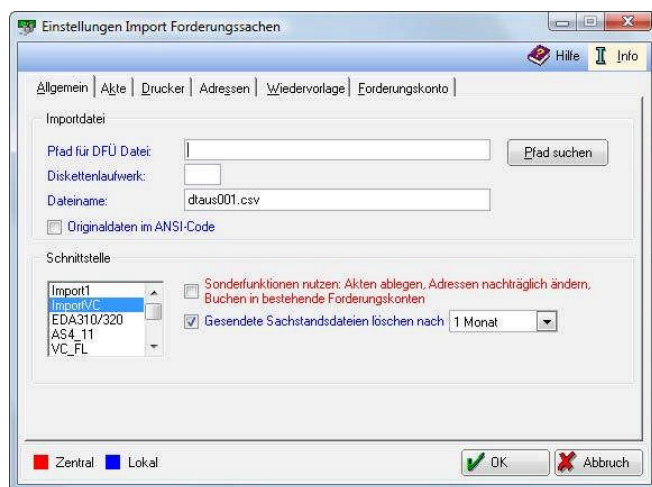 Einstellungen Import Forderungssachen
Hilfe Info
Allgemein Akte Drucker Adressen Wiedervorlage Forderungskonto
Importdatei
Pfad für DFÜ Datei: Pfad suchen
Diskettenlaufwerk:
Dateiname: dtaus001.csv
Originaldaten im ANSI-Code
Schnittstelle
Import1
ImportVC
EDA310/320
AS4_11
VC_FL
Sonderfunktionen nutzen: Akten ablegen, Adressen nachträglich ändern,
Buchen in bestehende Forderungskonten
Gesendete Sachstandsdateien löschen nach 1 Monat
Zentral Lokal OK Abbruch